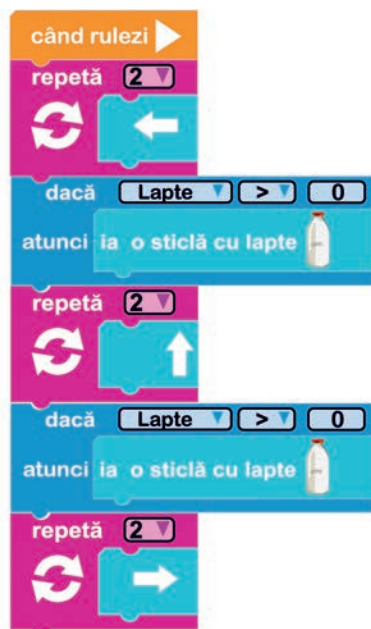 când rulezi
repetă 2
dacă Lapte > 0
atunci ia o sticlă cu lapte
repetă 2
dacă Lapte > 0
atunci ia o sticlă cu lapte
repetă 2